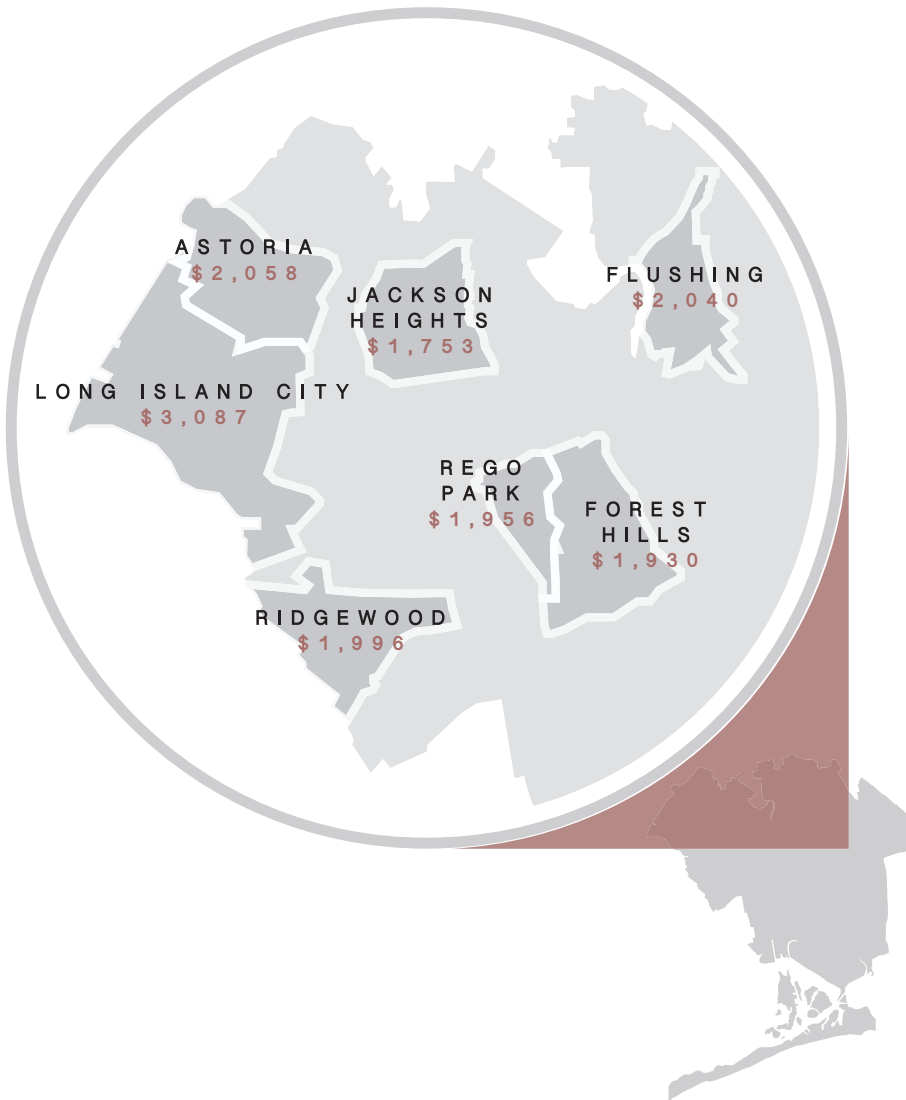 ASTORIA
$2,058
JACKSON
HEIGHTS
$1,753
FLUSHING
$2,040
LONG ISLAND CITY
$3,087
REGO
PARK
$1,956
FOREST
HILLS
$1,930
RIDGEWOOD
$1,996